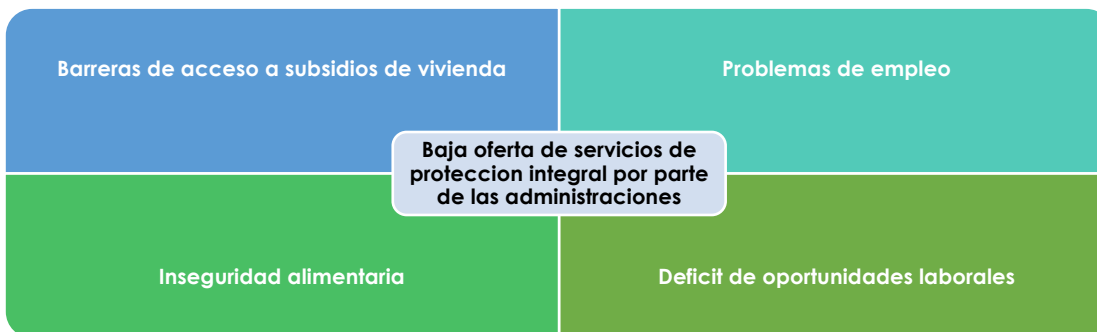 Barreras de acceso a subsidios de vivienda
Problemas de empleo
Baja oferta de servicios de
proteccion integral por parte
de las administraciones
Inseguridad alimentaria
Deficit de oportunidades laborales